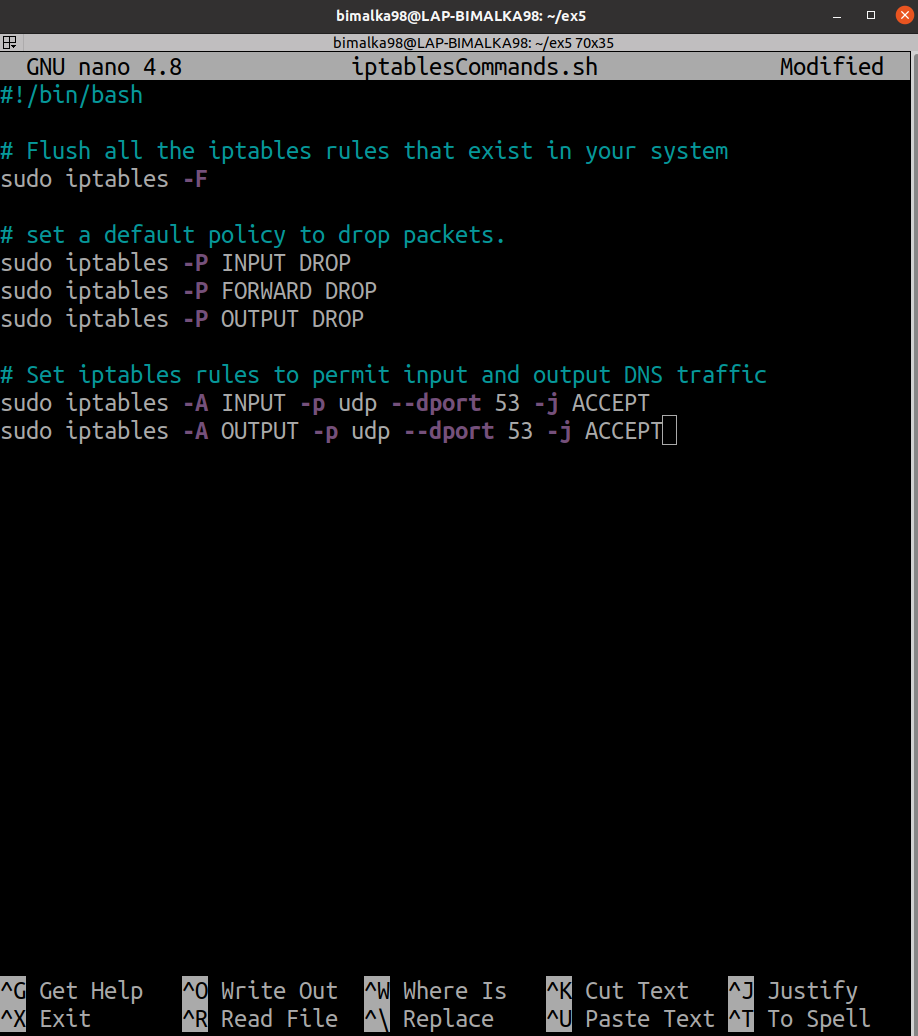 bimalka98@LAP-BIMALKA98: ~/ex5
bimalka98@LAP-BIMALKA98: ~/ex5 70x35
GNU nano 4.8 iptablesCommands.sh Modified
#!/bin/bash
# Flush all the iptables rules that exist in your system
sudo iptables -F
# set a default policy to drop packets.
sudo iptables -P INPUT DROP
sudo iptables -P FORWARD DROP
sudo iptables -P OUTPUT DROP
# Set iptables rules to permit input and output DNS traffic
sudo iptables -A INPUT -p udp --dport 53 -j ACCEPT
sudo iptables -A OUTPUT -p udp --dport 53 -j ACCEPT
^G Get Help ^O Write Out ^W Where Is ^K Cut Text ^J Justify
^X Exit ^R Read File ^\ Replace ^U Paste Text ^T To Spell